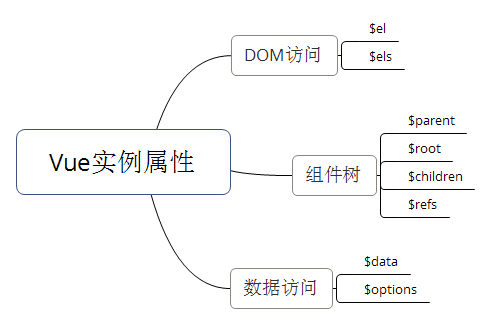 Vue实例属性
DOM访问
$el
$els
组件树
$parent
$root
$children
$refs
数据访问
$data
$options